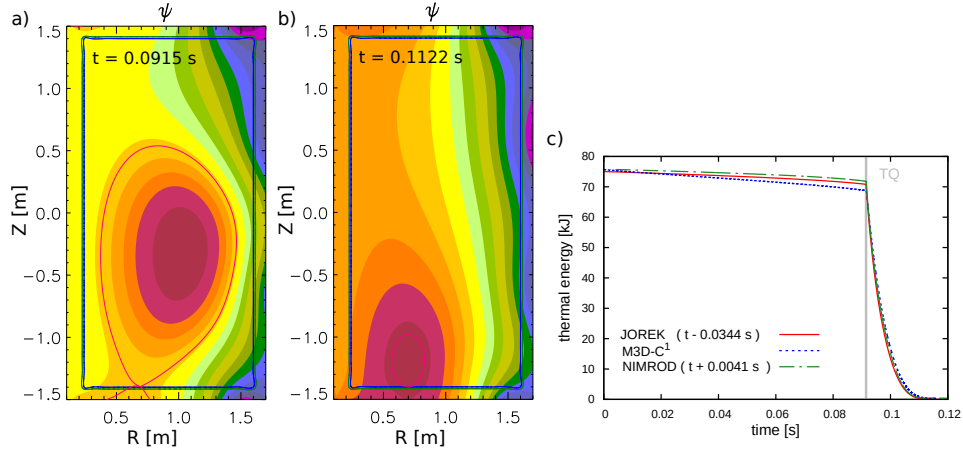 a)
ψ
t = 0.0915 s
1.5
1.0
0.5
0.0
−0.5
−1.0
−1.5
Z [m]
0.5
1.0
1.5
R [m]
b)
ψ
t = 0.1122 s
1.5
1.0
0.5
0.0
−0.5
−1.0
−1.5
Z [m]
0.5
1.0
1.5
R [m]
c)
80
70
60
50
40
30
20
10
0
thermal energy [kJ]
TQ
JOREK ( t - 0.0344 s )
M3D-C¹
NIMROD ( t + 0.0041 s )
0
0.02
0.04
0.06
0.08
0.1
0.12
time [s]